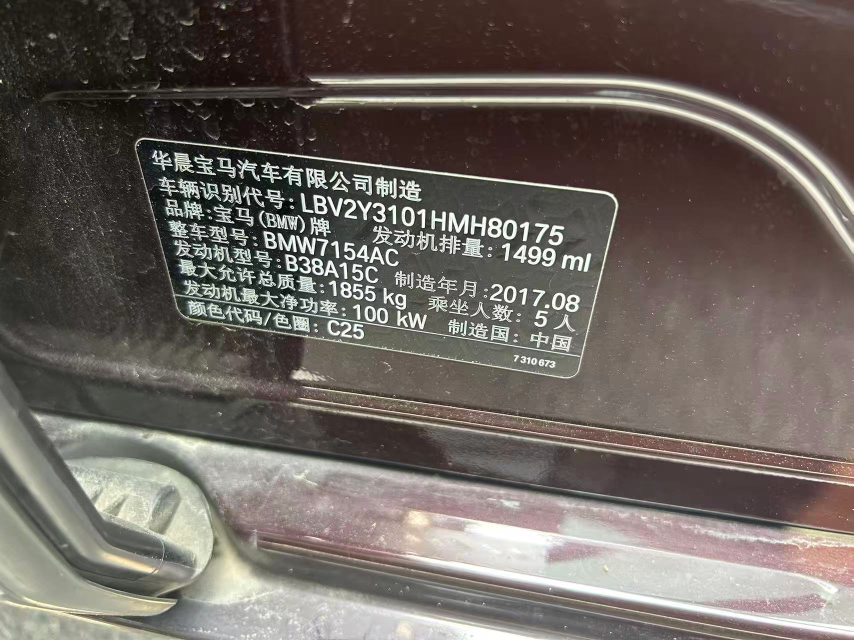 华晨宝马汽车有限公司制造
车辆识别代号: LBV2Y3101HMH80175
品牌: 宝马(BMW)牌 发动机排量: 1499 ml
整车型号: BMW7154AC
发动机型号: B38A15C 制造年月: 2017.08
最大允许总质量: 1855 kg 乘坐人数: 5 人
发动机最大净功率: 100 kW 制造国: 中国
颜色代码/色圈: C25
7 310 673